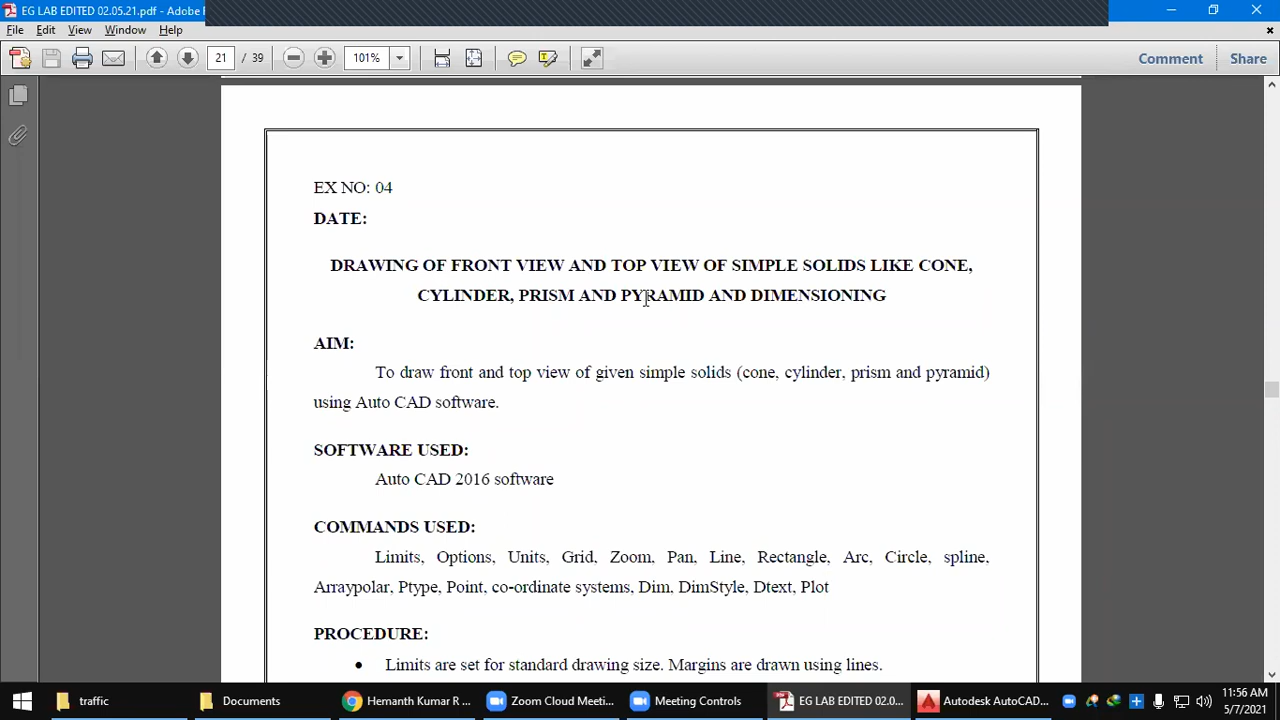 EG LAB EDITED 02.05.21.pdf - Adobe
File Edit View Window Help
21 / 39 101% Comment Share
EX NO: 04
DATE:
DRAWING OF FRONT VIEW AND TOP VIEW OF SIMPLE SOLIDS LIKE CONE,
CYLINDER, PRISM AND PYRAMID AND DIMENSIONING
AIM:
To draw front and top view of given simple solids (cone, cylinder, prism and pyramid)
using Auto CAD software.
SOFTWARE USED:
Auto CAD 2016 software
COMMANDS USED:
Limits, Options, Units, Grid, Zoom, Pan, Line, Rectangle, Arc, Circle, spline,
Arraypolar, Ptype, Point, co-ordinate systems, Dim, DimStyle, Dtext, Plot
PROCEDURE:
• Limits are set for standard drawing size. Margins are drawn using lines.
traffic Documents Hemanth Kumar R ... Zoom Cloud Meeti... Meeting Controls EG LAB EDITED 02.0... Autodesk AutoCAD... 11:56 AM
5/7/2021